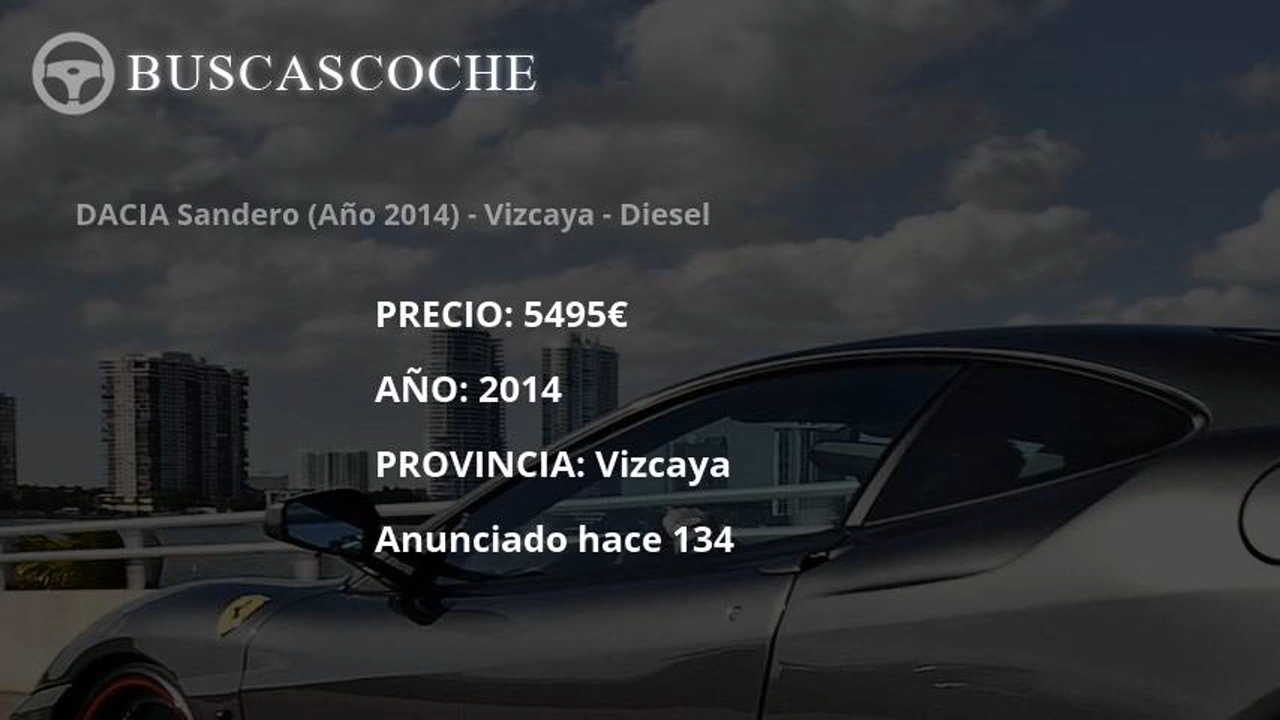 BUSCASCOCHE
DACIA Sandero (Año 2014) - Vizcaya - Diesel
PRECIO: 5495€
AÑO: 2014
PROVINCIA: Vizcaya
Anunciado hace 134